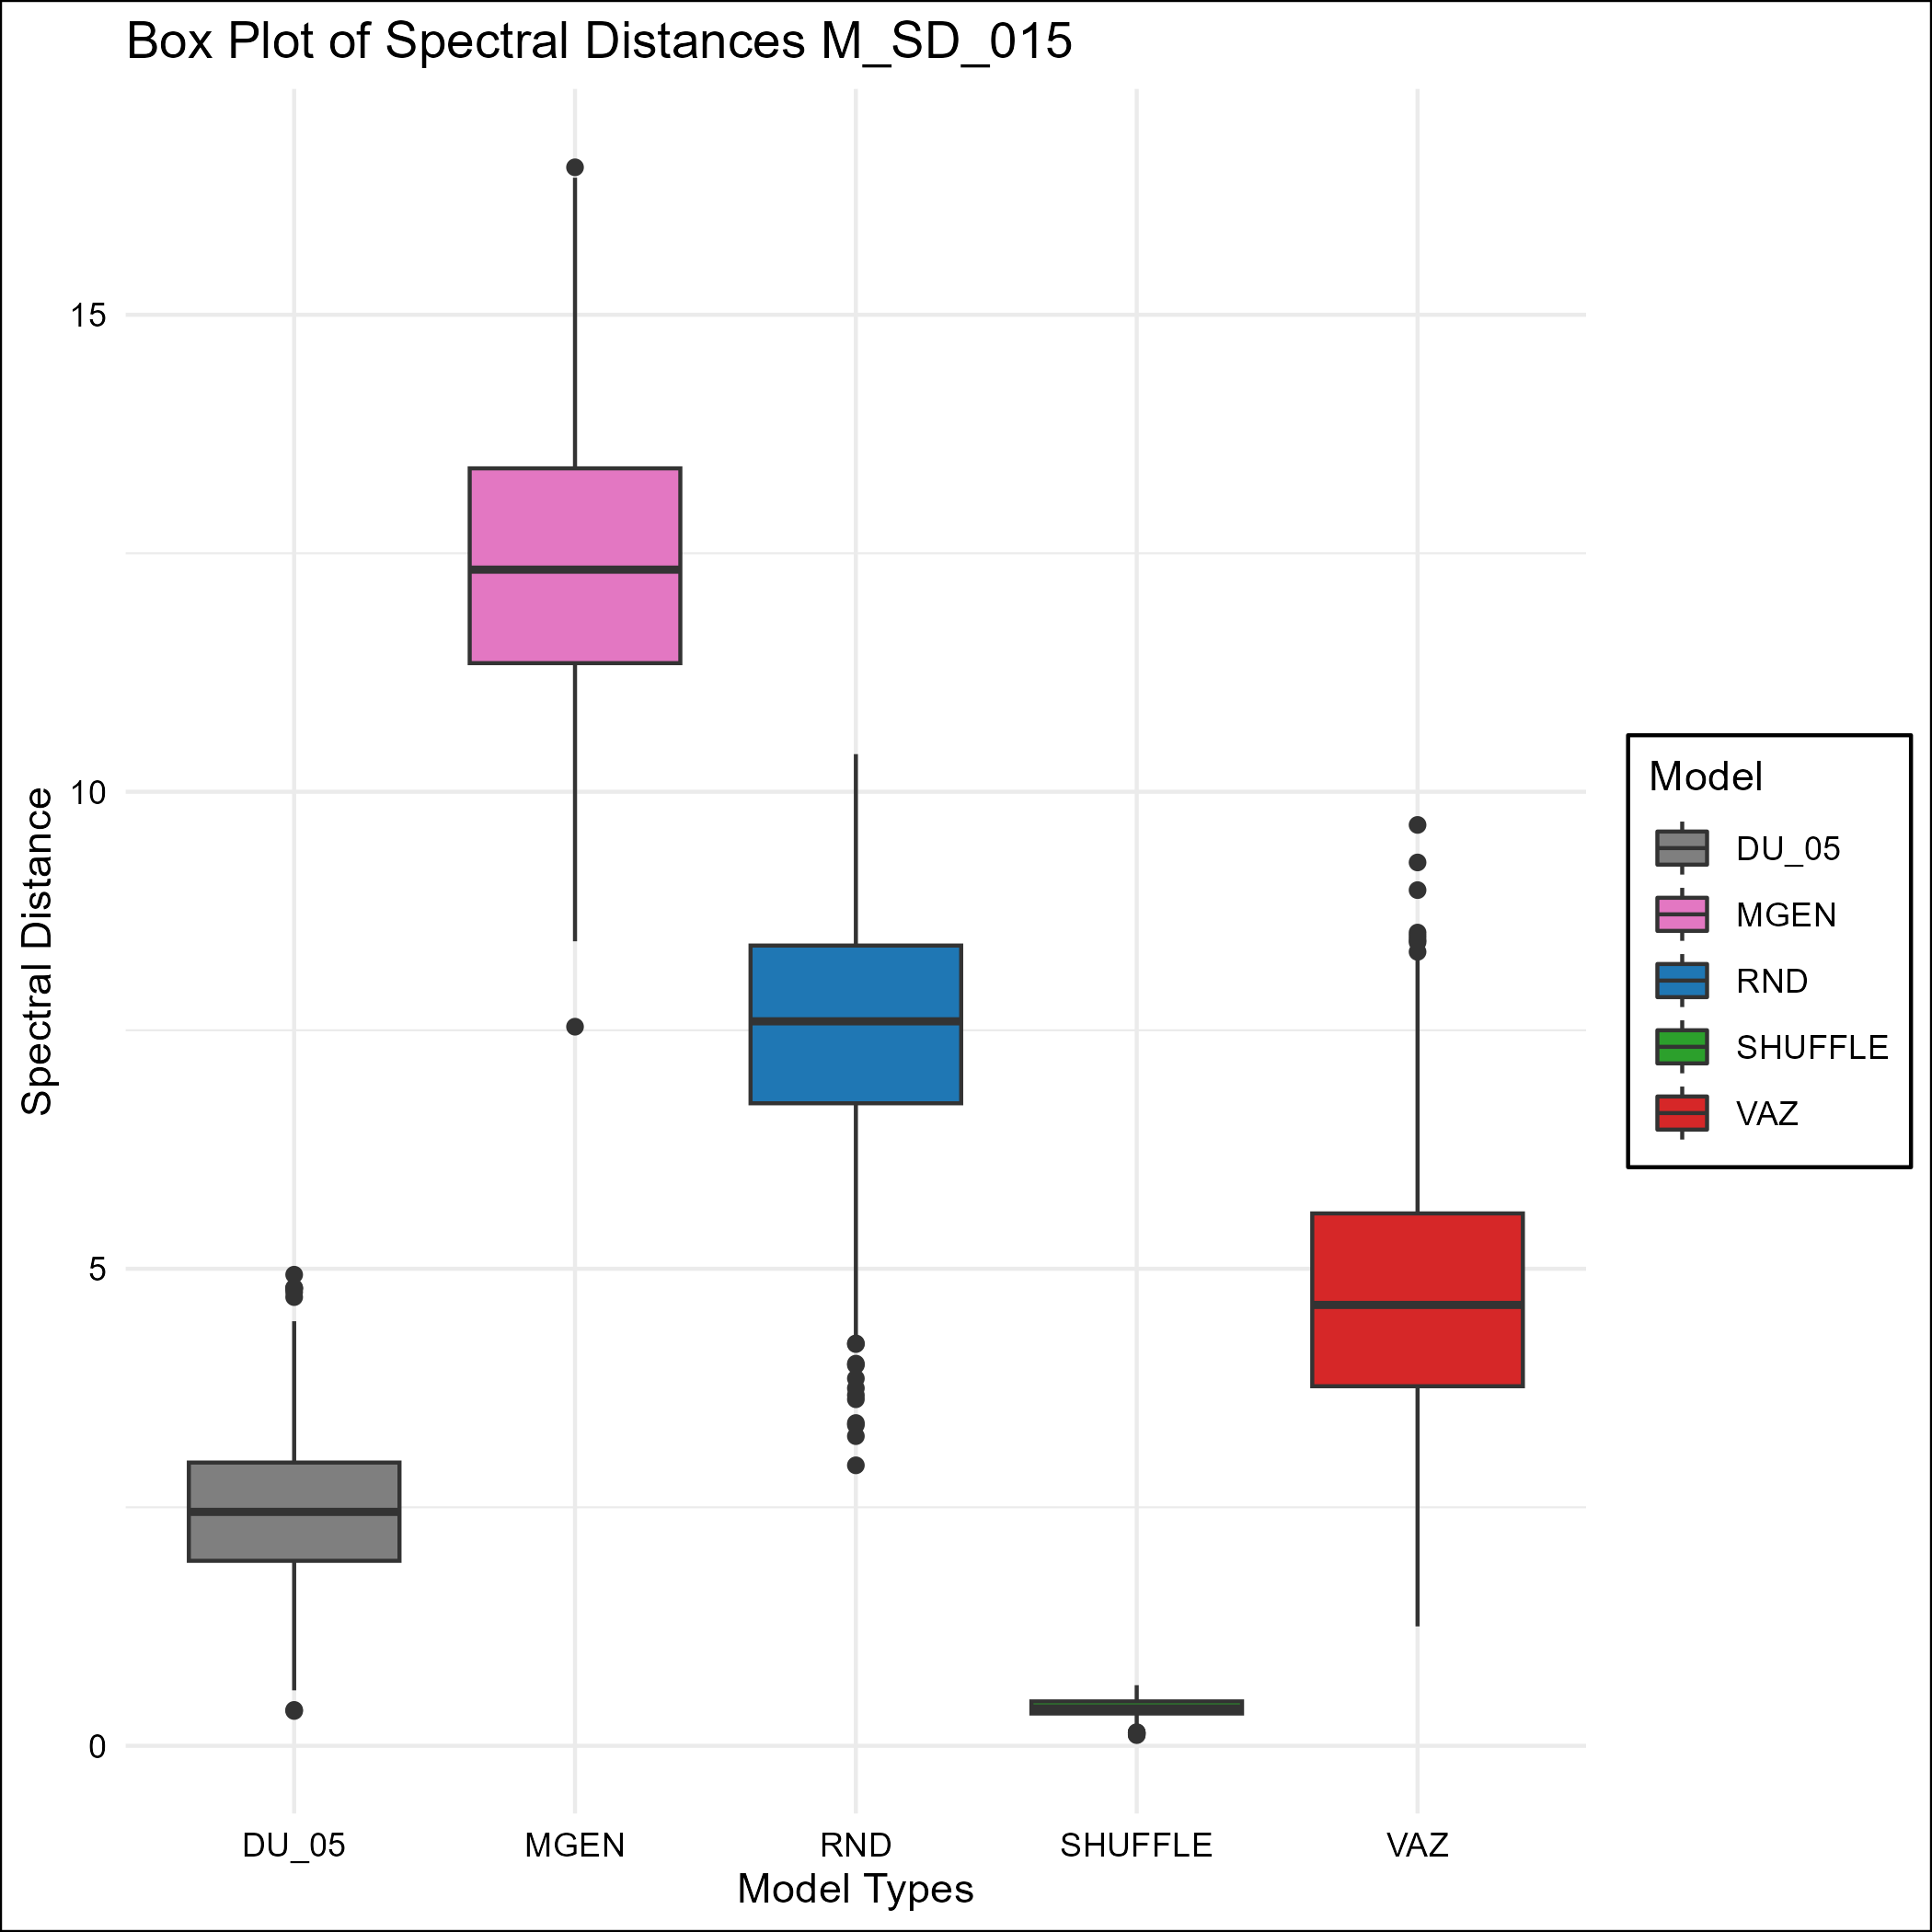 Box Plot of Spectral Distances M_SD_015
Spectral Distance
15
10
5
0
DU_05
MGEN
RND
SHUFFLE
VAZ
Model Types
Model
DU_05
MGEN
RND
SHUFFLE
VAZ